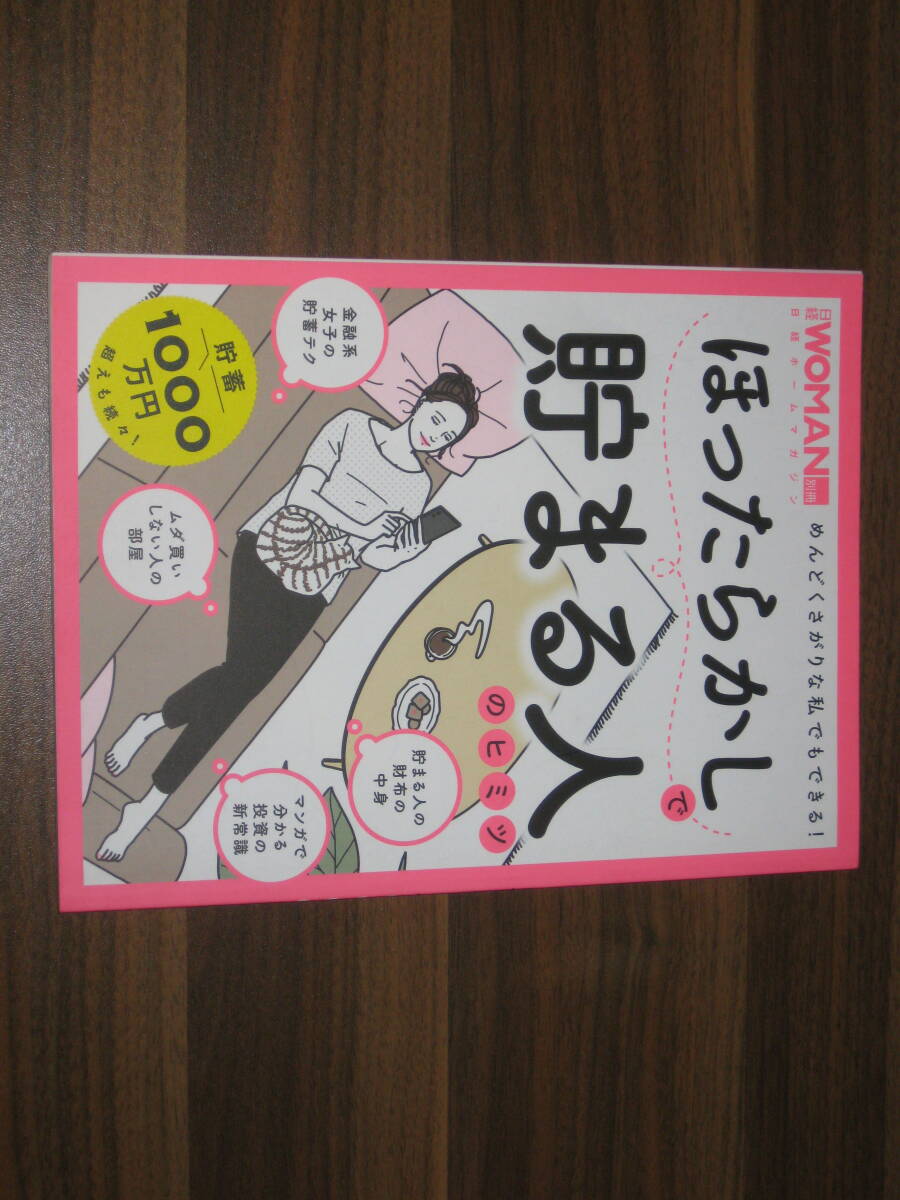 日経WOMAN別冊
日経ホームマガジン
めんどくさがりな私でもできる！
ほったらかしで
貯まる人
のヒミツ
金融系
女子の
貯蓄テク
貯蓄
1000
万円
超えも続々！
ムダ買い
しない人の
部屋
貯まる人の
財布の
中身
マンガで
分かる
投資の
新常識